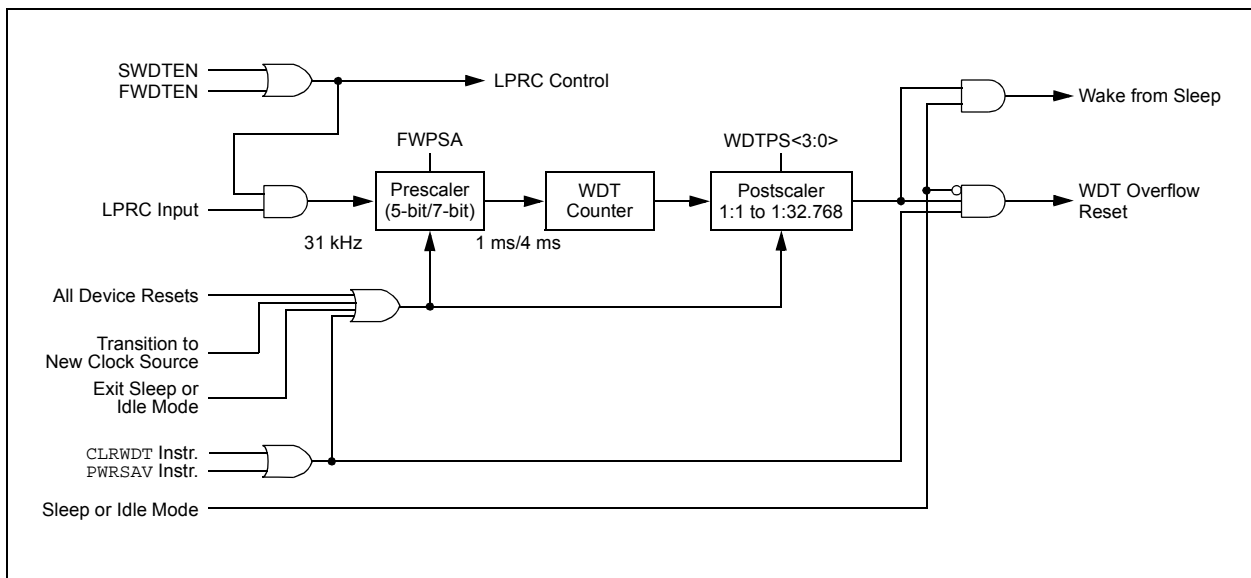 SWDTEN
FWDTEN
LPRC Control
Wake from Sleep
FWPSA
WDTPS<3:0>
LPRC Input
Prescaler
(5-bit/7-bit)
WDT
Counter
Postscaler
1:1 to 1:32.768
WDT Overflow
Reset
31 kHz
1 ms/4 ms
All Device Resets
Transition to
New Clock Source
Exit Sleep or
Idle Mode
CLRWDT Instr.
PWRSAV Instr.
Sleep or Idle Mode